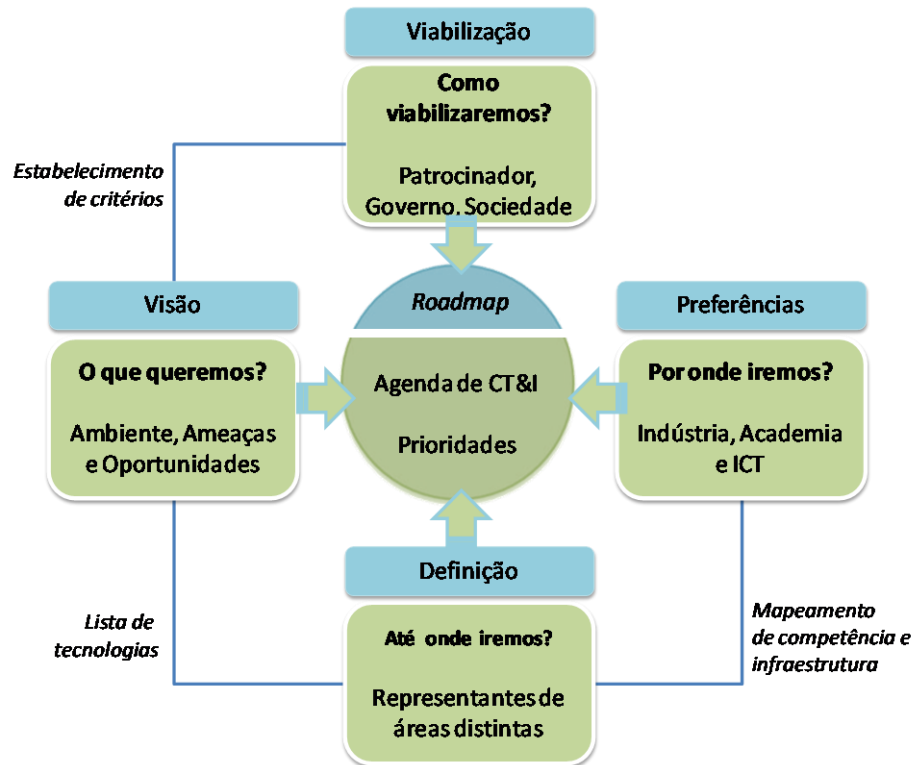 Viabilização
Como
viabilizaremos?
Patrocinador,
Governo, Sociedade
Estabelecimento
de critérios
Visão
O que queremos?
Ambiente, Ameaças
e Oportunidades
Roadmap
Agenda de CT&I
Prioridades
Preferências
Por onde iremos?
Indústria, Academia
e ICT
Lista de
tecnologias
Definição
Até onde iremos?
Representantes de
áreas distintas
Mapeamento
de competência e
infraestrutura